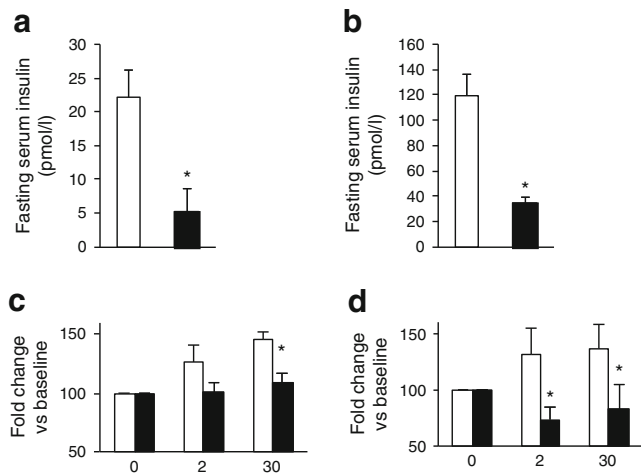 a
Fasting serum insulin
(pmol/l)
30
25
20
15
10
5
0
*
b
Fasting serum insulin
(pmol/l)
160
140
120
100
80
60
40
20
0
*
c
Fold change
vs baseline
150
100
50
*
0 2 30
d
Fold change
vs baseline
150
100
50
* *
0 2 30